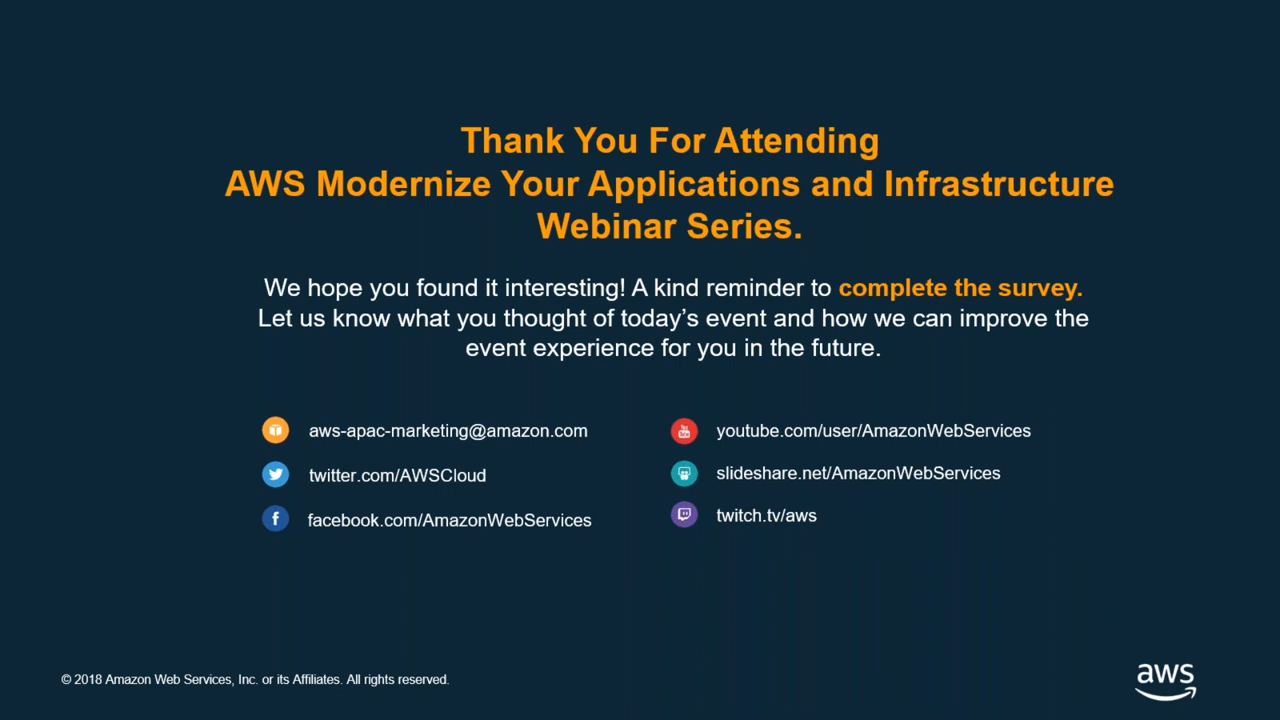 Thank You For Attending
AWS Modernize Your Applications and Infrastructure
Webinar Series.
We hope you found it interesting! A kind reminder to complete the survey.
Let us know what you thought of today’s event and how we can improve the
event experience for you in the future.
aws-apac-marketing@amazon.com
twitter.com/AWSCloud
facebook.com/AmazonWebServices
youtube.com/user/AmazonWebServices
slideshare.net/AmazonWebServices
twitch.tv/aws
© 2018 Amazon Web Services, Inc. or its Affiliates. All rights reserved.
aws